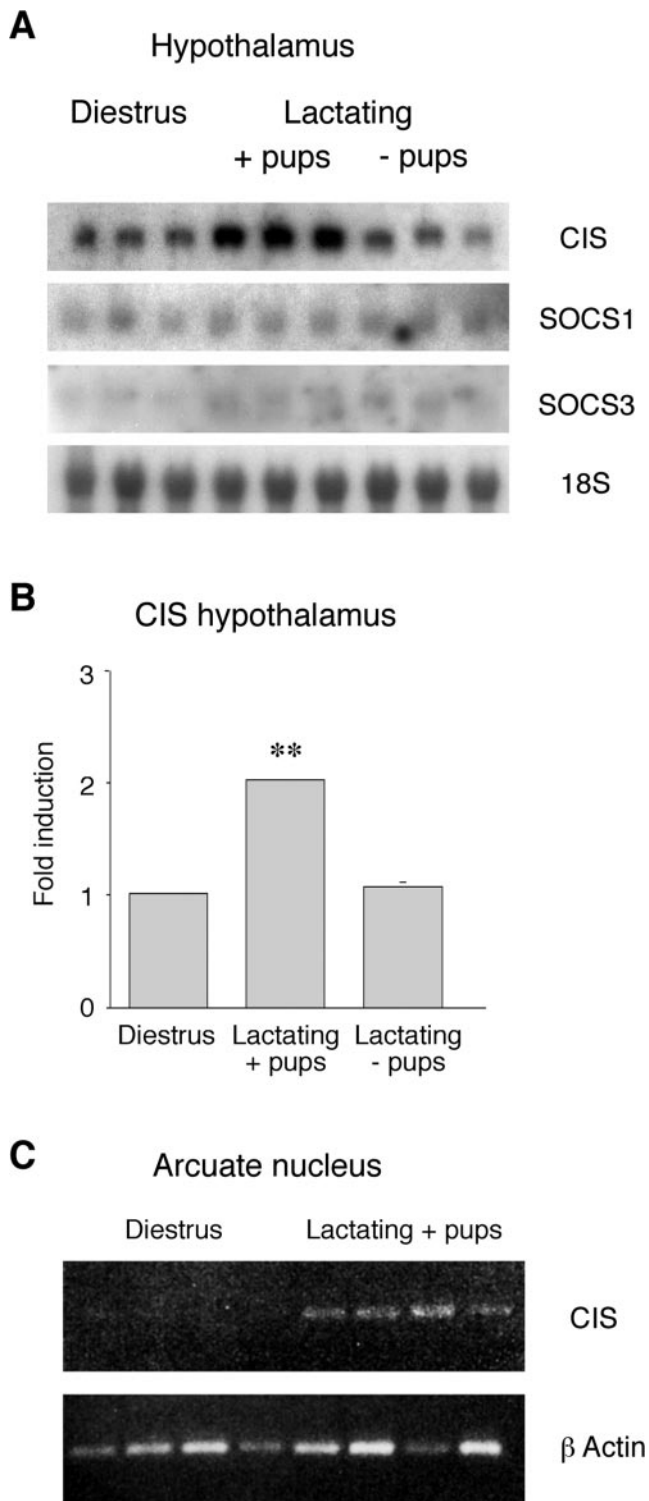 A
Hypothalamus
Diestrus Lactating
+ pups - pups
CIS
SOCS1
SOCS3
18S
B
CIS hypothalamus
3
**
2
1
0
Fold induction
Diestrus Lactating Lactating
+ pups - pups
C
Arcuate nucleus
Diestrus Lactating + pups
CIS
β Actin